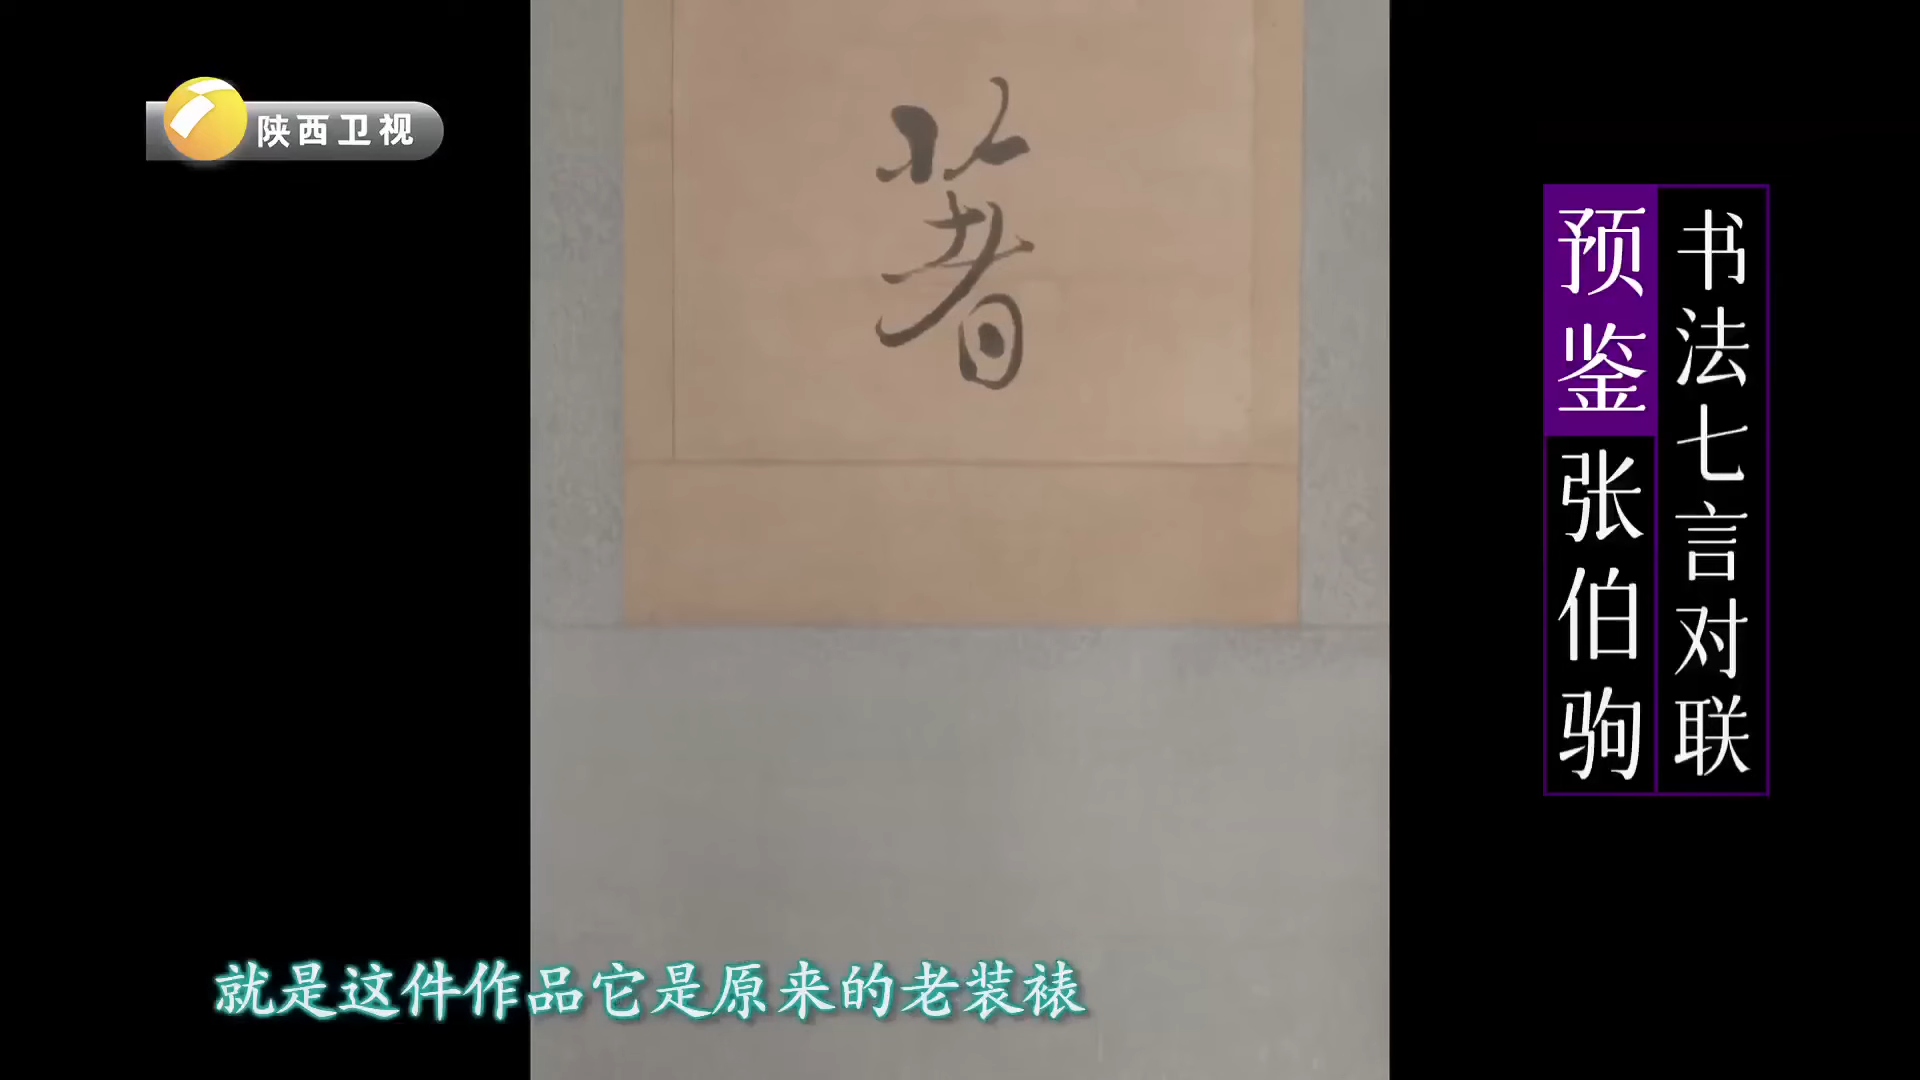 陕西卫视
著
预鉴张伯驹
书法七言对联
就是这件作品它是原来的老装裱